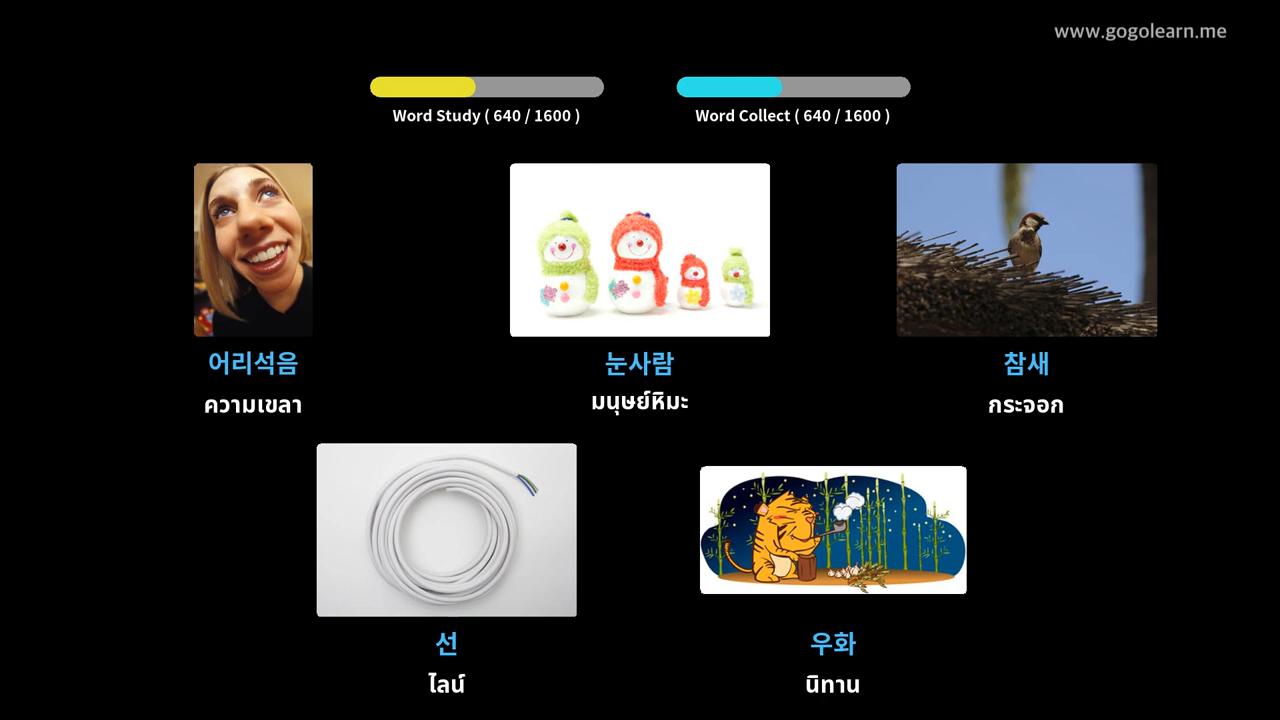 www.gogolearn.me
Word Study ( 640 / 1600 )
Word Collect ( 640 / 1600 )
어리석음
ความเขลา
눈사람
มนุษย์หิมะ
참새
กระจอก
선
ไลน์
우화
นิทาน